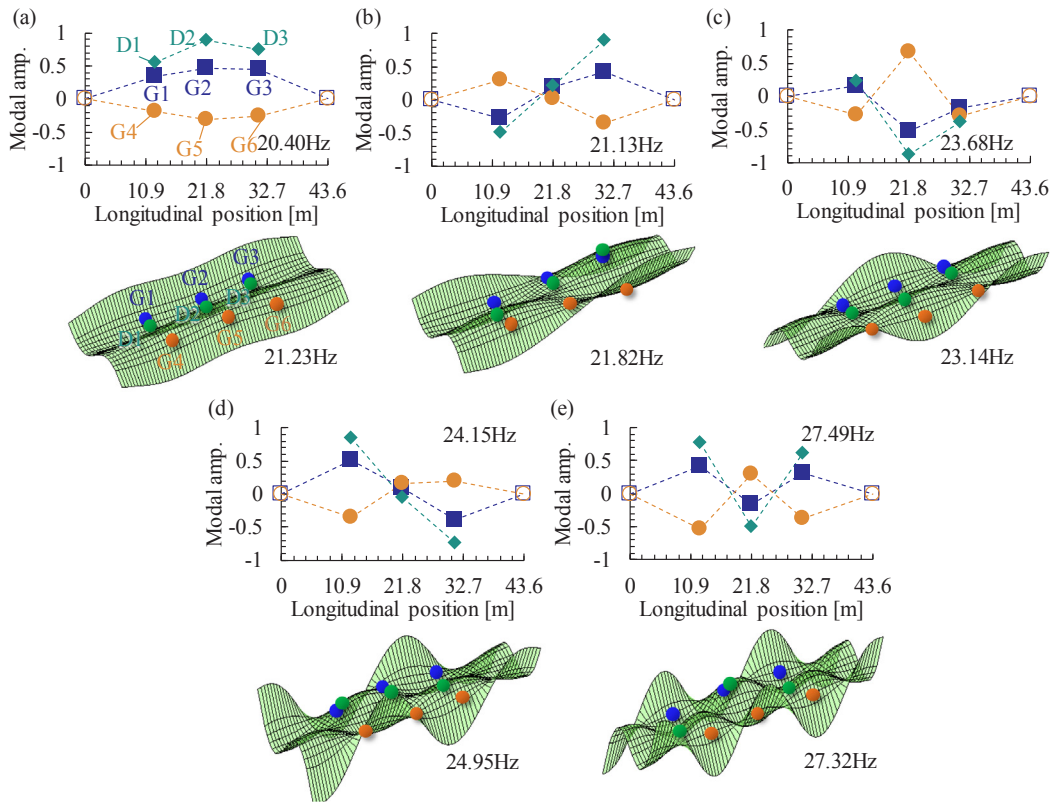 (a)
1
0.5
0
-0.5
-1
Modal amp.
D1
D2
D3
G1
G2
G3
G4
G5
G6
20.40Hz
0 10.9 21.8 32.7 43.6
Longitudinal position [m]
G1
G2
G3
D1
D2
D3
G4
G5
G6
21.23Hz
(b)
1
0.5
0
-0.5
-1
Modal amp.
21.13Hz
0 10.9 21.8 32.7 43.6
Longitudinal position [m]
21.82Hz
(c)
1
0.5
0
-0.5
-1
Modal amp.
23.68Hz
0 10.9 21.8 32.7 43.6
Longitudinal position [m]
23.14Hz
(d)
1
0.5
0
-0.5
-1
Modal amp.
24.15Hz
0 10.9 21.8 32.7 43.6
Longitudinal position [m]
24.95Hz
(e)
1
0.5
0
-0.5
-1
Modal amp.
27.49Hz
0 10.9 21.8 32.7 43.6
Longitudinal position [m]
27.32Hz